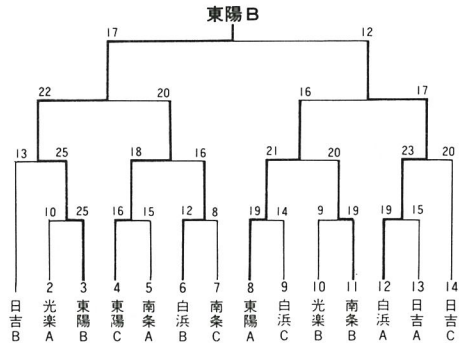 東陽B
17 12
22 20 16 17
13 25 18 16 21 20 23 20
10 25 16 15 12 8 19 14 9 19 19 15
2 3 4 5 6 7 8 9 10 11 12 13 14
日吉B
光楽A
東陽B
東陽C
南条A
白浜B
南条C
東陽A
白浜C
光楽B
南条B
白浜A
日吉A
日吉C